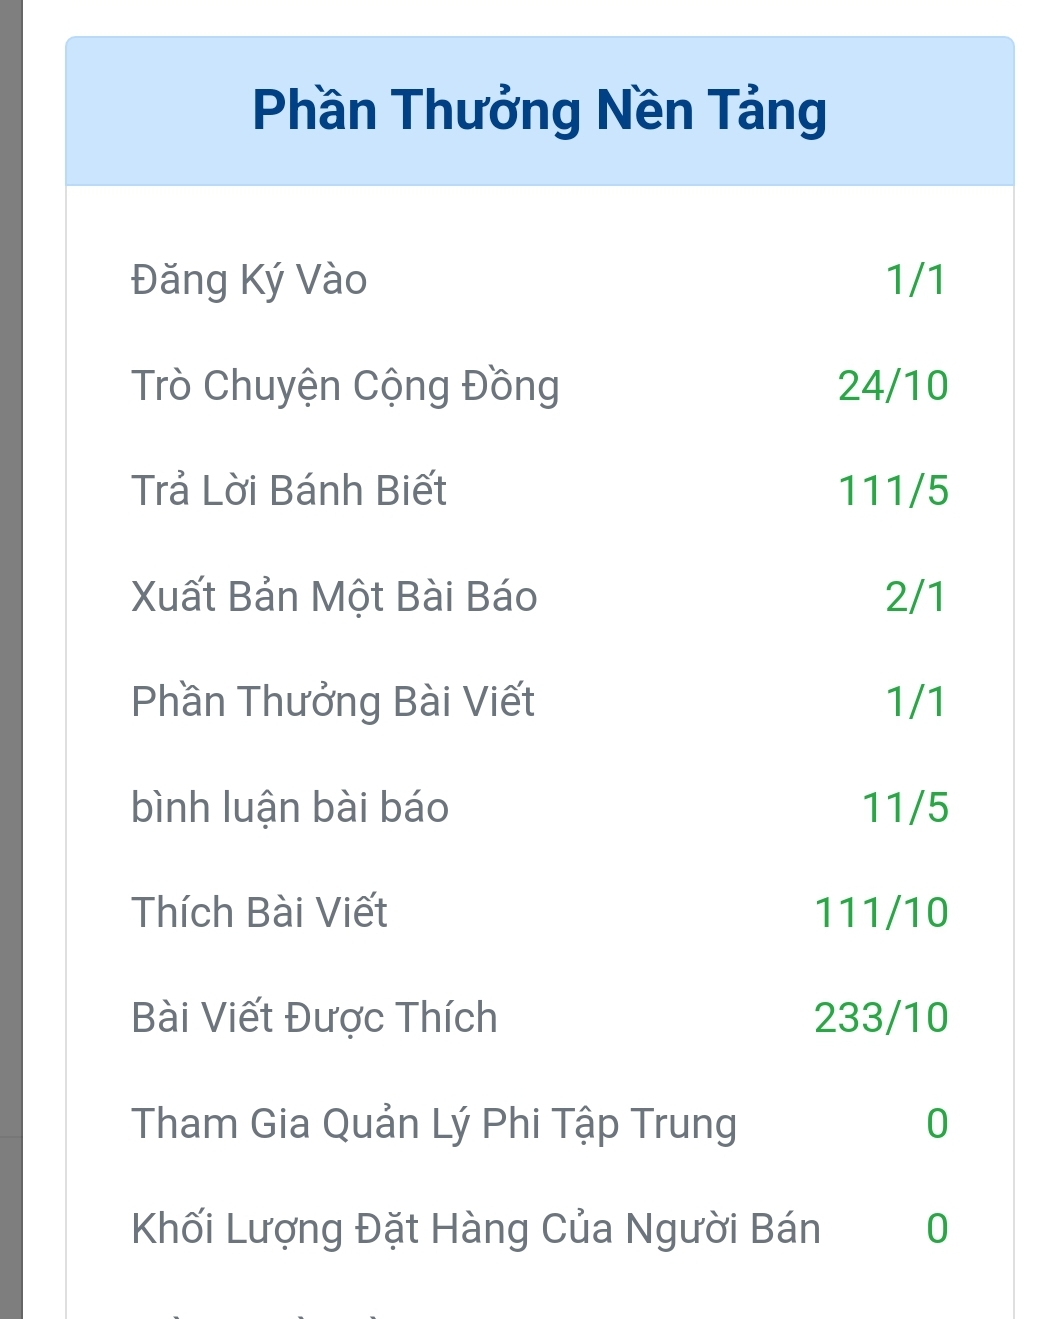 Phần Thưởng Nền Tảng
Đăng Ký Vào 1/1
Trò Chuyện Cộng Đồng 24/10
Trả Lời Bánh Biết 111/5
Xuất Bản Một Bài Báo 2/1
Phần Thưởng Bài Viết 1/1
bình luận bài báo 11/5
Thích Bài Viết 111/10
Bài Viết Được Thích 233/10
Tham Gia Quản Lý Phi Tập Trung 0
Khối Lượng Đặt Hàng Của Người Bán 0